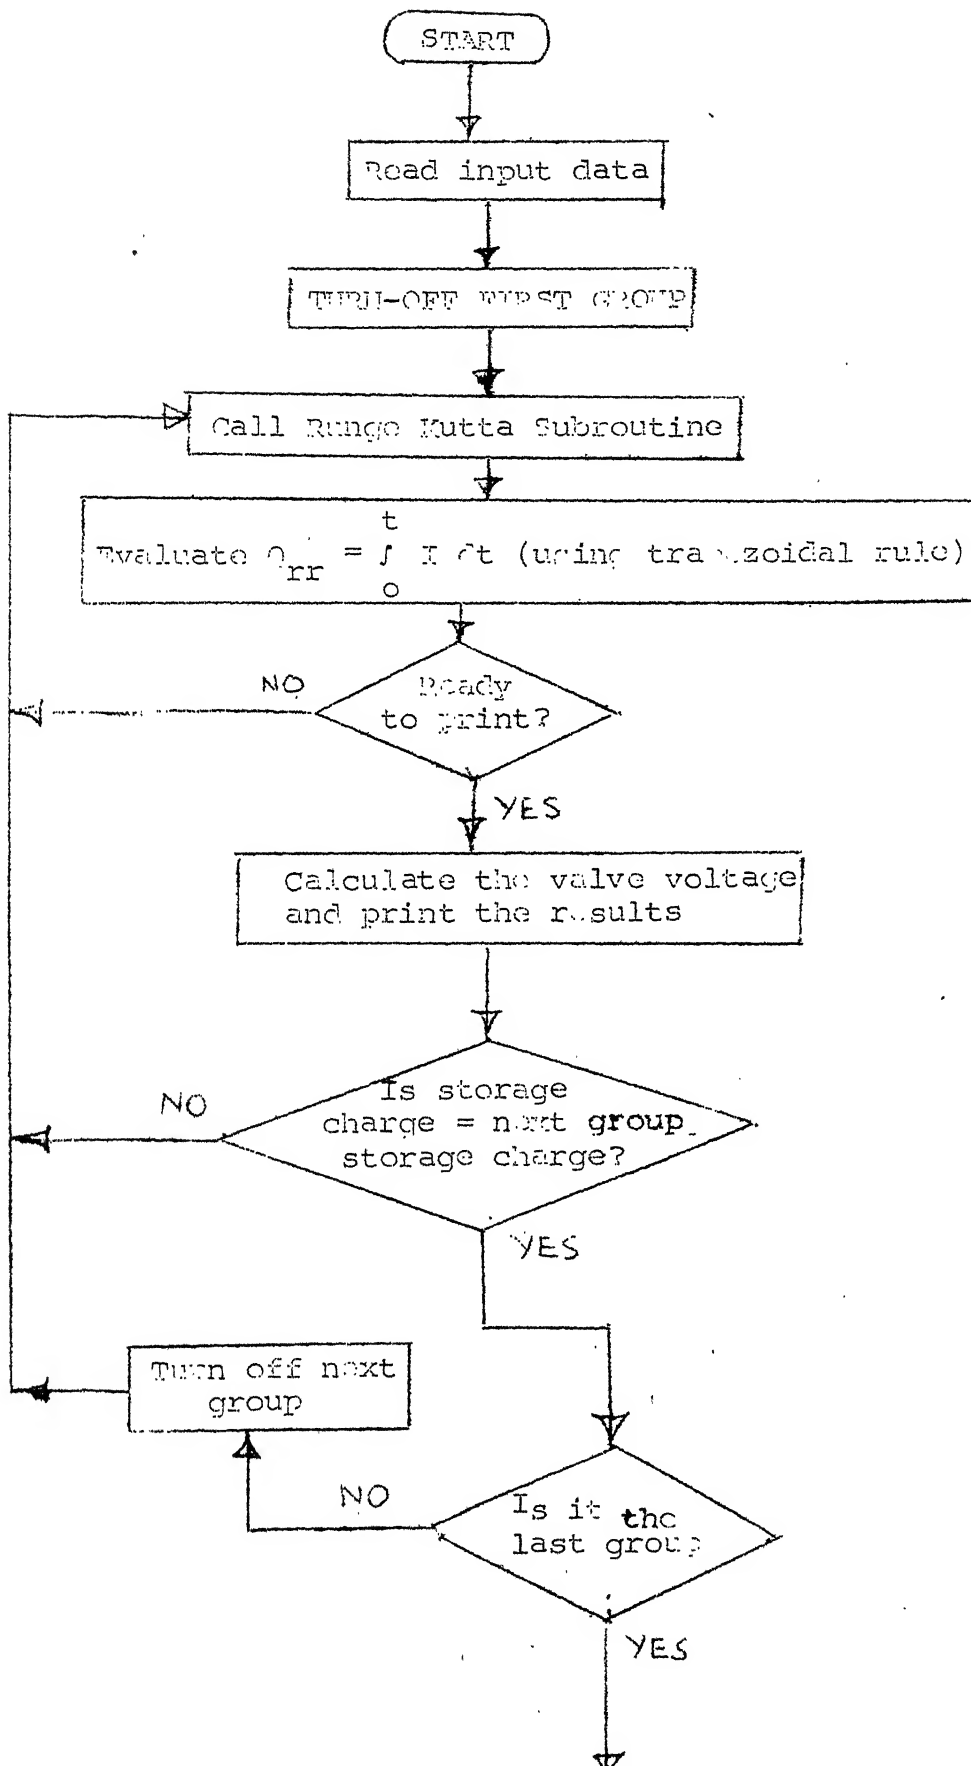 START
Read input data
TURN-OFF FIRST GROUP
Call Runge Kutta Subroutine
t
Evaluate Q_rr = ∫ I dt (using trapezoidal rule)
o
NO
Ready
to print?
YES
Calculate the valve voltage
and print the results
Is storage
NO
charge = next group
storage charge?
YES
Turn off next
group
NO
Is it the
last group
YES